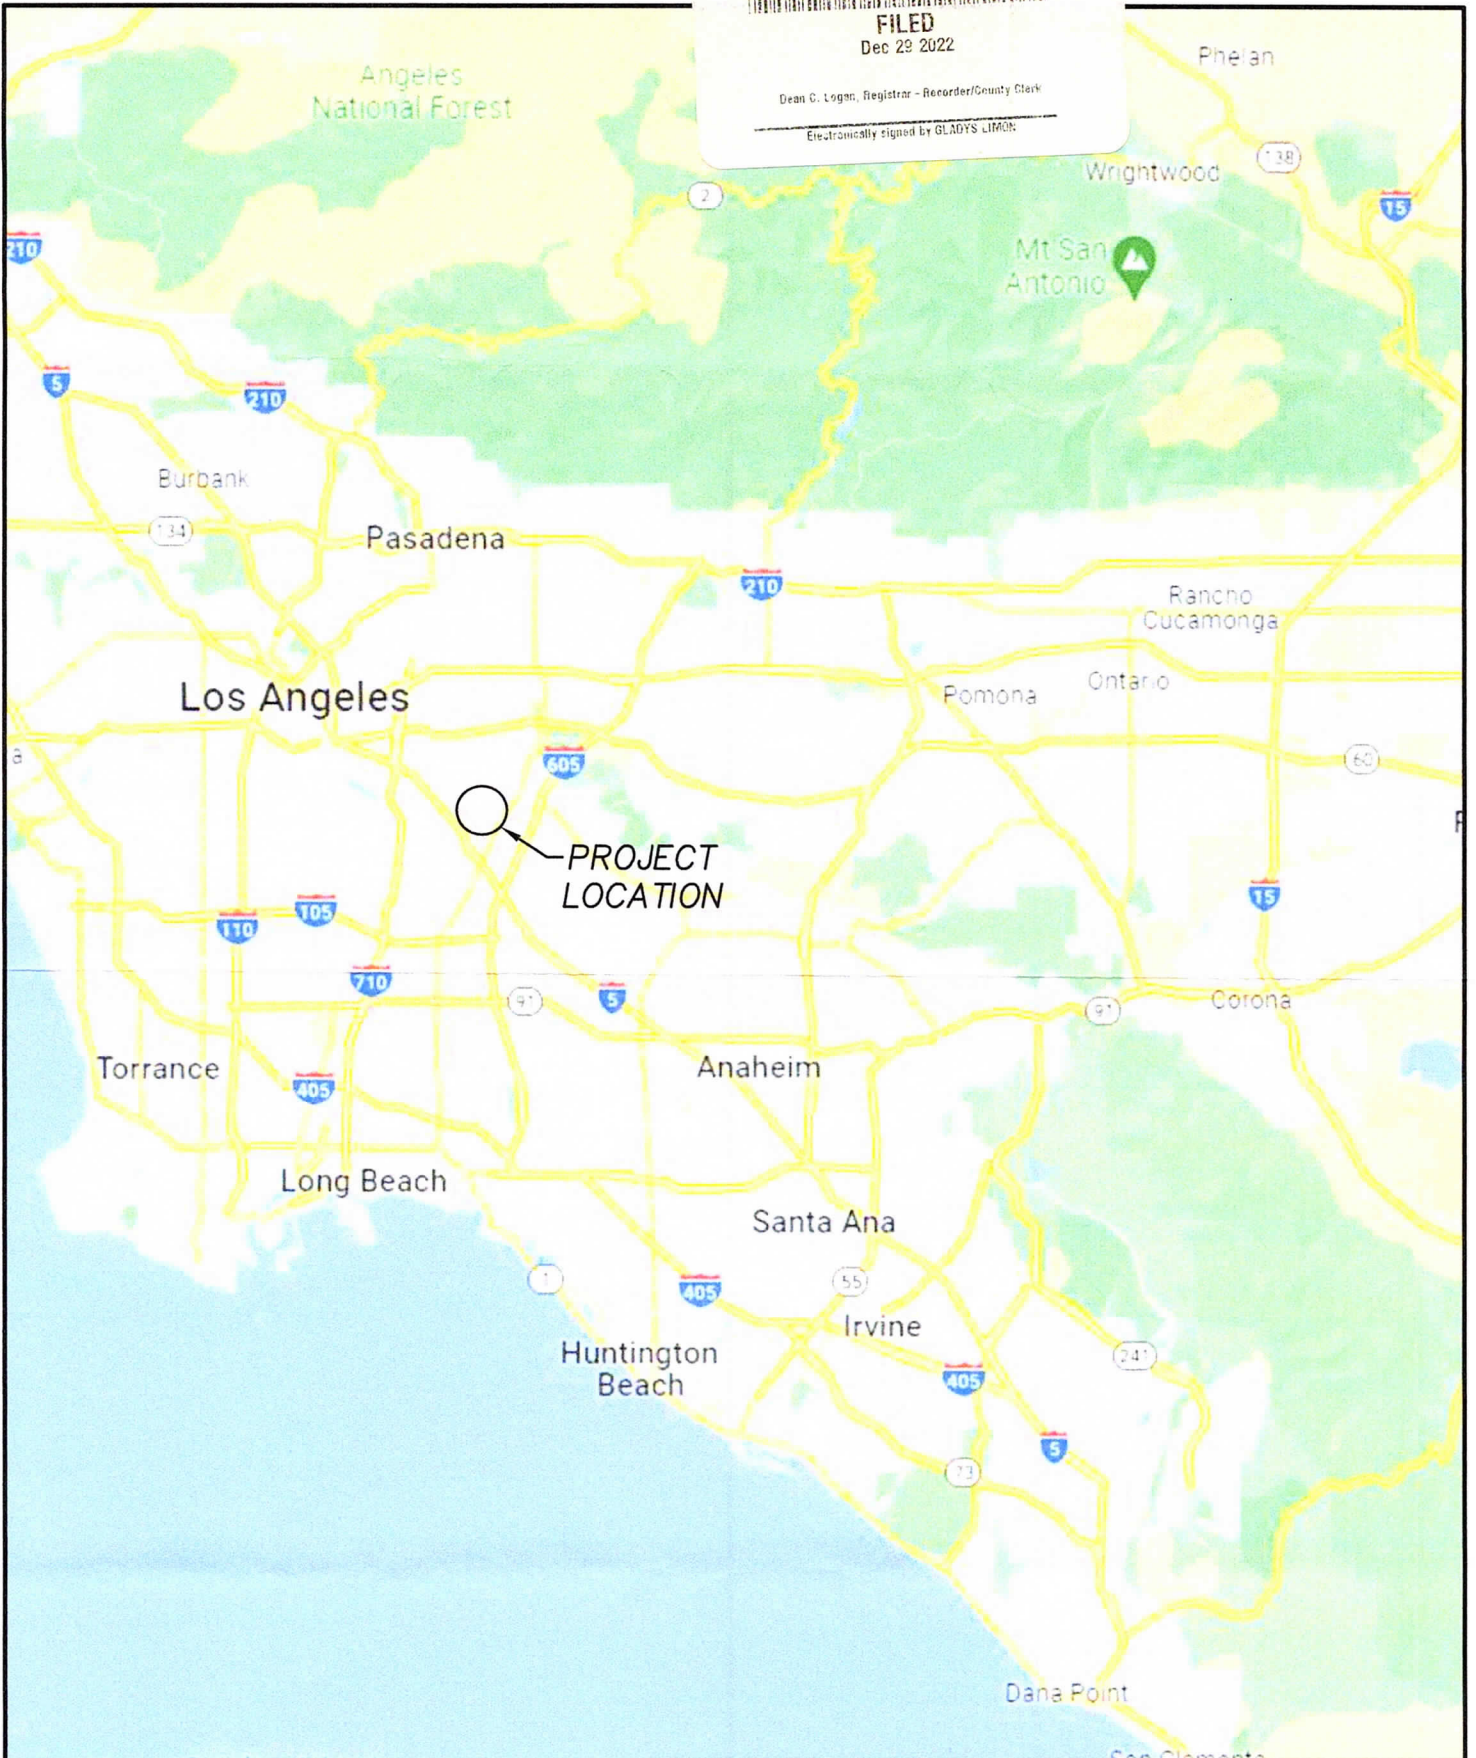 FILED
Dec 29 2022
Dean C. Logan, Registrar - Recorder/County Clerk
Electronically signed by GLADYS LIMON
Phelan
Angeles
National Forest
138
Wrightwood
2
15
210
Mt San
Antonio
5
210
Burbank
134
Pasadena
210
Rancho
Cucamonga
Los Angeles
Pomona
Ontario
a
605
60
PROJECT
LOCATION
15
105
110
710
91
5
91
Corona
Torrance
405
Anaheim
Long Beach
Santa Ana
1
405
55
Irvine
Huntington
Beach
241
405
5
73
Dana Point
San Clemente